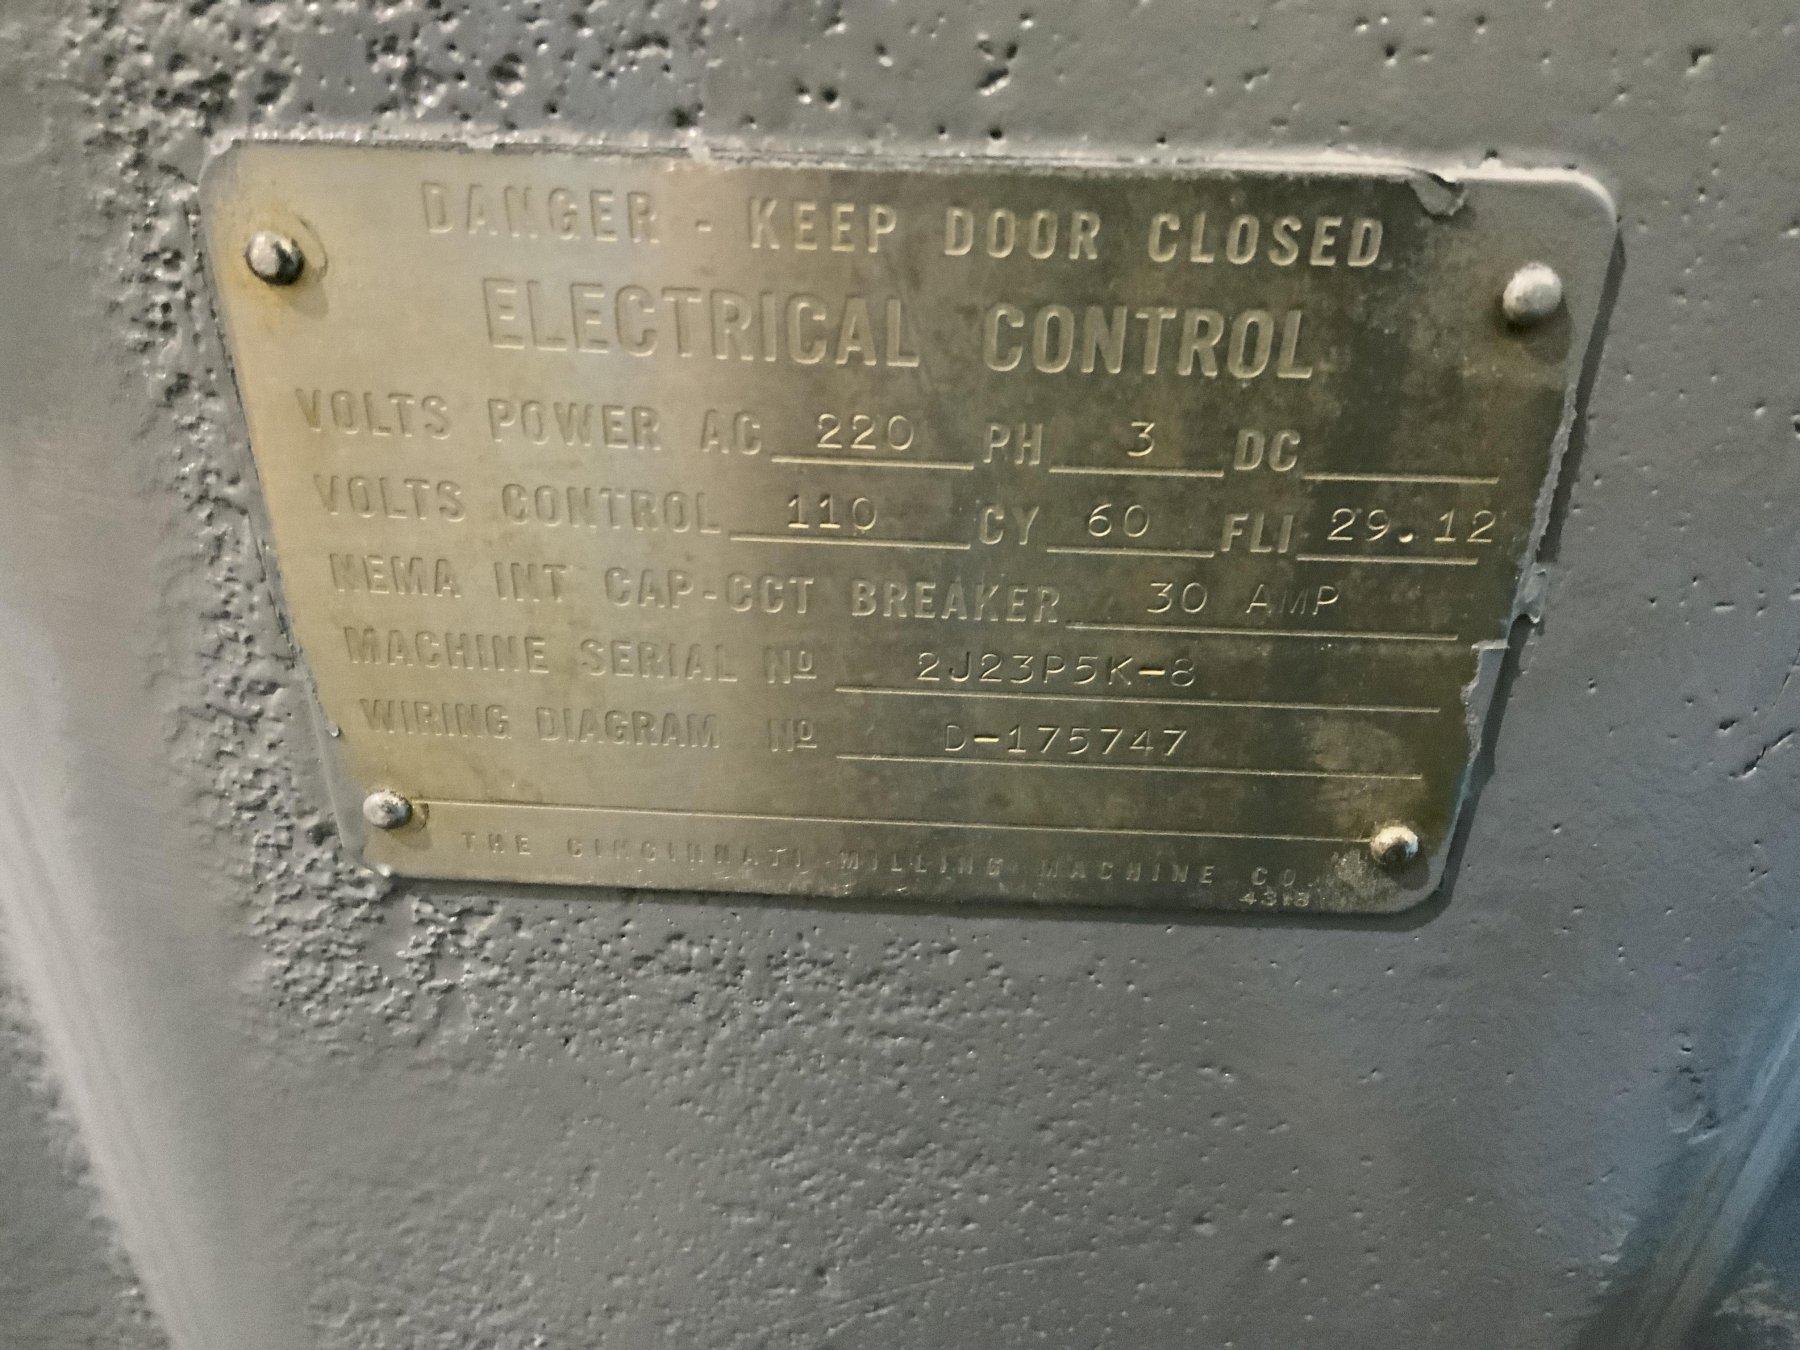 DANGER - KEEP DOOR CLOSED
ELECTRICAL CONTROL
VOLTS POWER AC 220 PH 3 DC
VOLTS CONTROL 110 CY 60 FLI 29.12
NEMA INT CAP-CCT BREAKER 30 AMP
MACHINE SERIAL Nº 2J23P5K-8
WIRING DIAGRAM Nº D-175747
THE CINCINNATI MILLING MACHINE CO.
4318